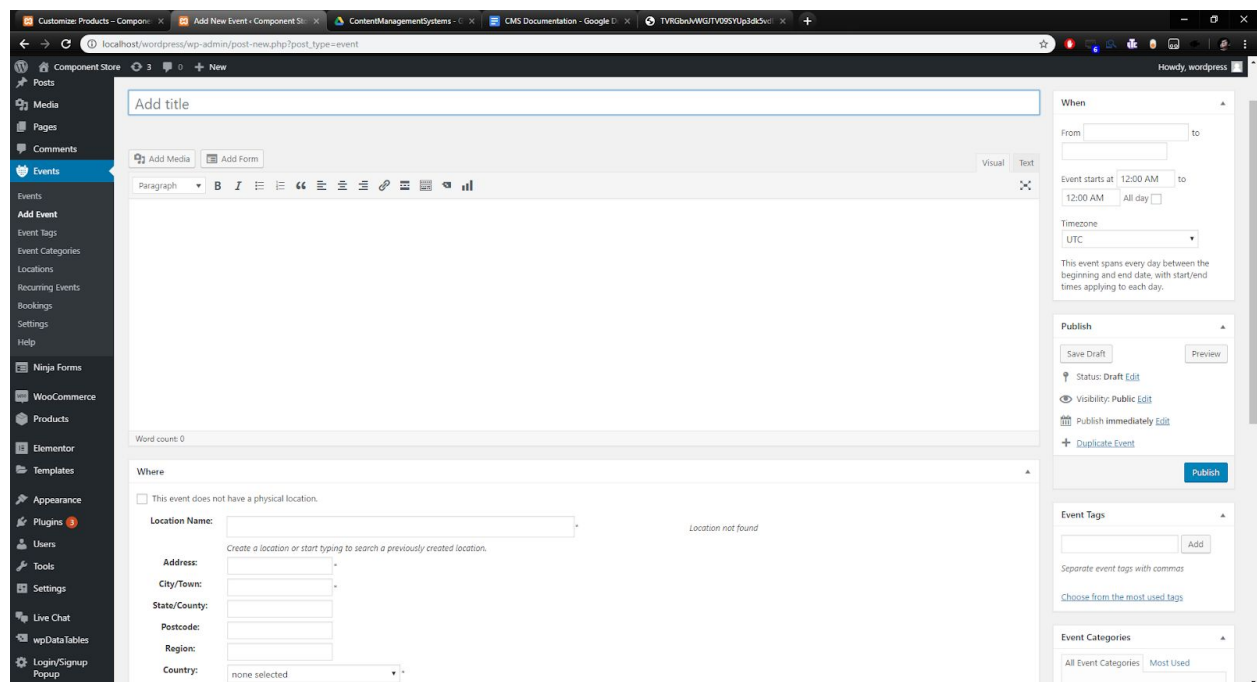 Customize: Products – Compone
Add New Event ‹ Component Sto
ContentManagementSystems - G
CMS Documentation - Google D
localhost/wordpress/wp-admin/post-new.php?post_type=event
6
Component Store 3 0 + New
Howdy, wordpress
Posts
Media
Pages
Comments
Events
Events
Add Event
Event Tags
Event Categories
Locations
Recurring Events
Bookings
Settings
Help
Ninja Forms
WooCommerce
Products
Elementor
Templates
Appearance
Plugins 3
Users
Tools
Settings
Live Chat
wpDataTables
Login/Signup
Popup
Add title
Add Media Add Form
Visual Text
Paragraph
Word count: 0
Where
This event does not have a physical location.
Location Name: *
Location not found
Create a location or start typing to search a previously created location.
Address: *
City/Town: *
State/County:
Postcode:
Region:
Country: none selected *
When
From to
Event starts at 12:00 AM to
12:00 AM All day
Timezone
UTC
This event spans every day between the
beginning and end date, with start/end
times applying to each day.
Publish
Save Draft Preview
Status: Draft Edit
Visibility: Public Edit
Publish immediately Edit
Duplicate Event
Publish
Event Tags
Add
Separate event tags with commas
Choose from the most used tags
Event Categories
All Event Categories Most Used